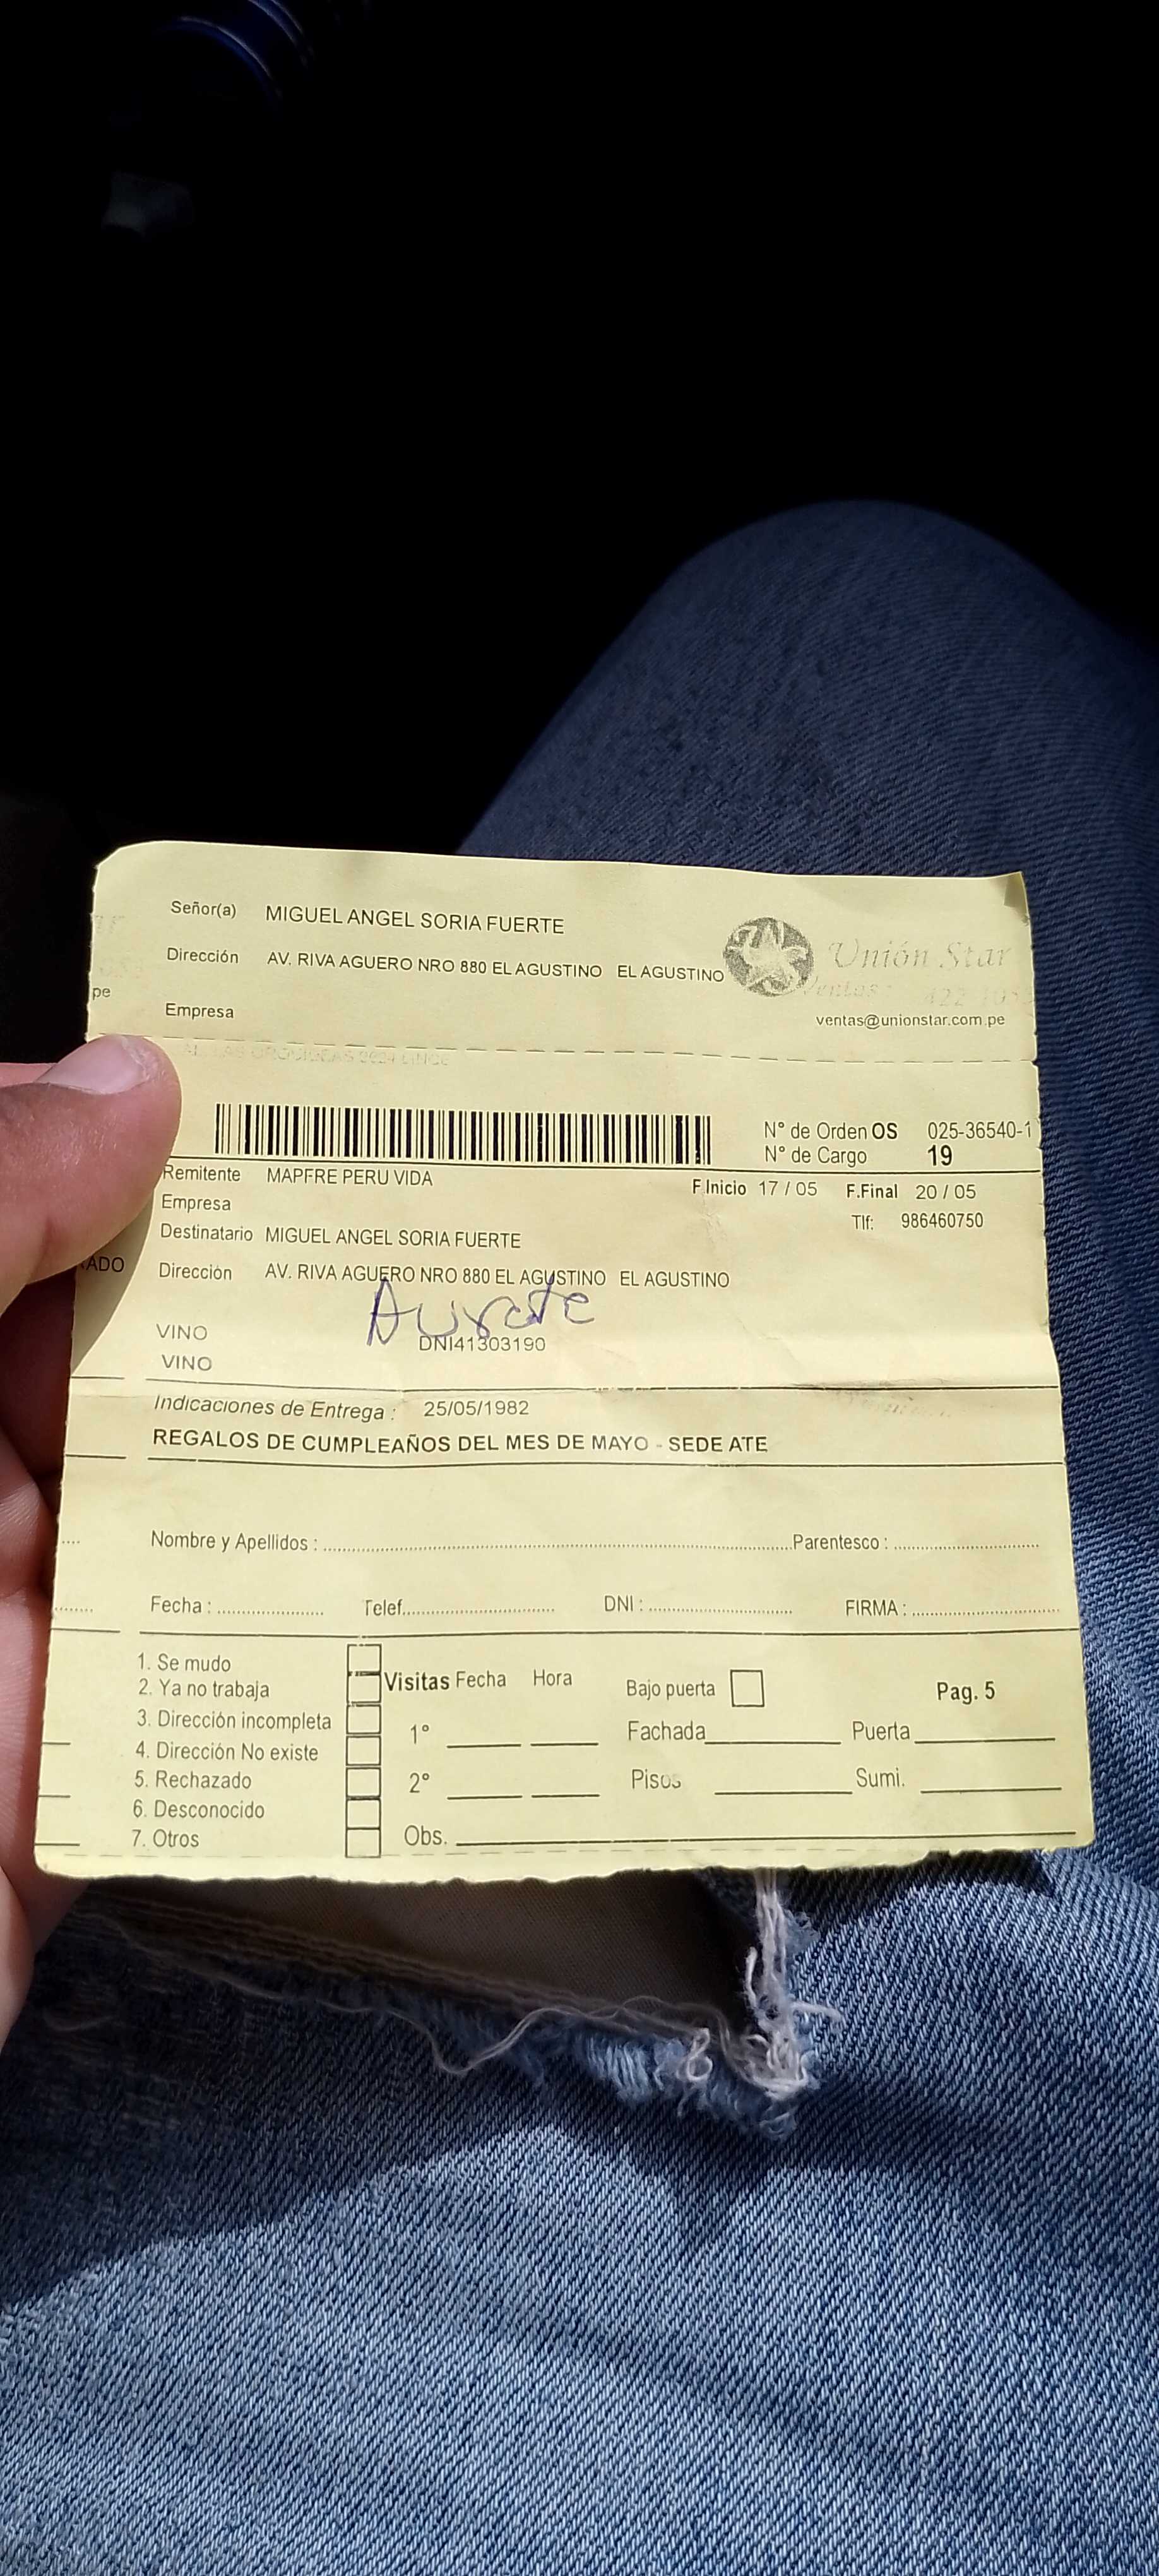 Señor(a) MIGUEL ANGEL SORIA FUERTE
Dirección AV. RIVA AGUERO NRO 880 EL AGUSTINO EL AGUSTINO
Unión Star
Ventas:
pe
Empresa
ventas@unionstar.com.pe
N° de Orden OS 025-36540-1
N° de Cargo 19
Remitente MAPFRE PERU VIDA
F.Inicio 17 / 05 F.Final 20 / 05
Empresa
Tlf: 986460750
Destinatario MIGUEL ANGEL SORIA FUERTE
ADO
Dirección AV. RIVA AGUERO NRO 880 EL AGUSTINO EL AGUSTINO
VINO
DNI41303190
VINO
Indicaciones de Entrega : 25/05/1982
REGALOS DE CUMPLEAÑOS DEL MES DE MAYO - SEDE ATE
Nombre y Apellidos : Parentesco :
Fecha : Telef. DNI : FIRMA :
1. Se mudo
2. Ya no trabaja
3. Dirección incompleta
4. Dirección No existe
5. Rechazado
6. Desconocido
7. Otros
Visitas Fecha Hora
1°
2°
Obs.
Bajo puerta
Pag. 5
Fachada Puerta
Pisos Sumi.